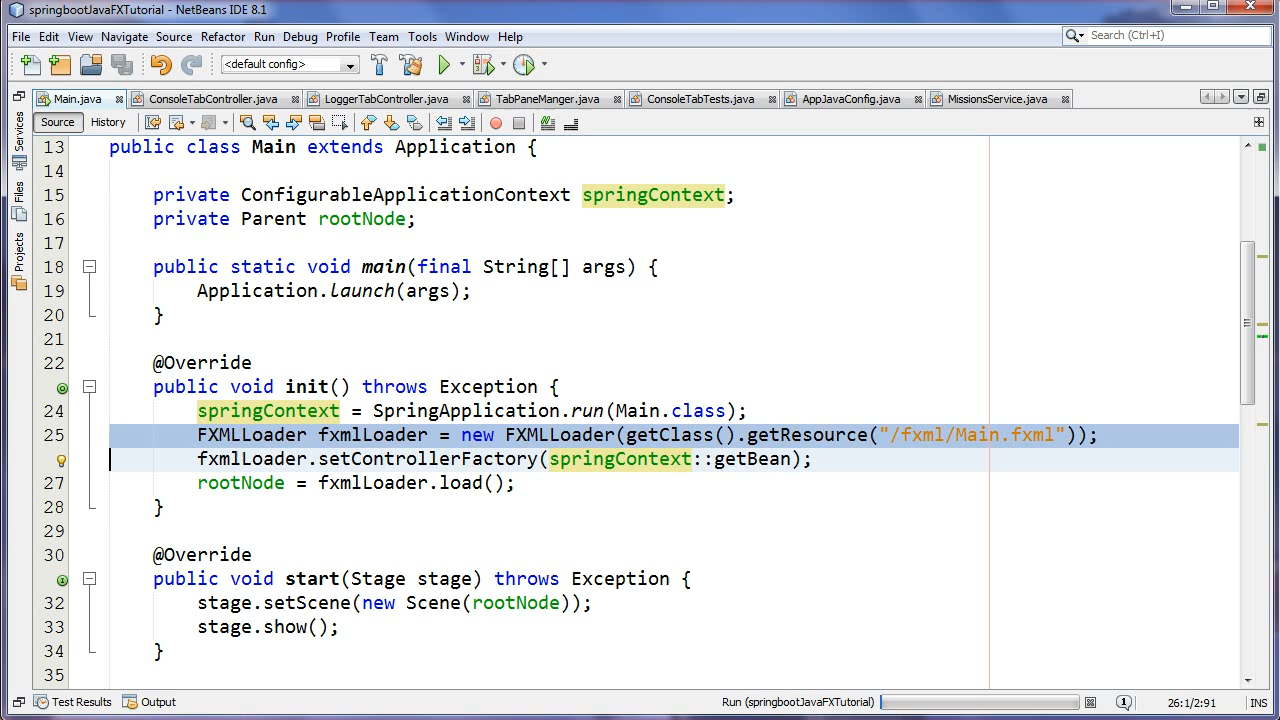 springbootJavaFXTutorial - NetBeans IDE 8.1
File Edit View Navigate Source Refactor Run Debug Profile Team Tools Window Help
Search (Ctrl+I)
<default config>
Main.java ConsoleTabController.java LoggerTabController.java TabPaneManger.java ConsoleTabTests.java AppJavaConfig.java MissionsService.java
Source History
Services
Files
Projects
13 public class Main extends Application {
14
15 private ConfigurableApplicationContext springContext;
16 private Parent rootNode;
17
18 public static void main(final String[] args) {
19 Application.launch(args);
20 }
21
22 @Override
public void init() throws Exception {
24 springContext = SpringApplication.run(Main.class);
25 FXMLLoader fxmlLoader = new FXMLLoader(getClass().getResource("/fxml/Main.fxml"));
fxmlLoader.setControllerFactory(springContext::getBean);
27 rootNode = fxmlLoader.load();
28 }
29
30 @Override
public void start(Stage stage) throws Exception {
32 stage.setScene(new Scene(rootNode));
33 stage.show();
34 }
35
Test Results Output Run (springbootJavaFXTutorial) 1 26:1/2:91 INS